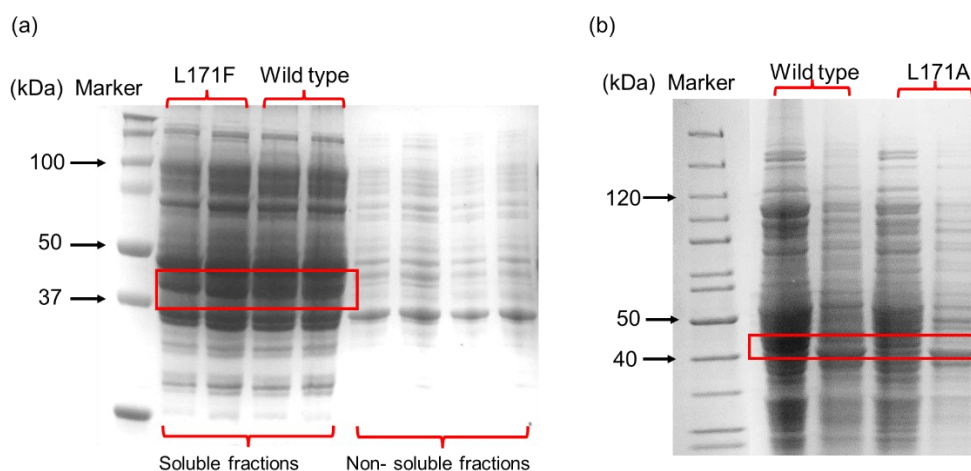 (a)
L171F Wild type
(kDa) Marker
100
50
37
Soluble fractions Non- soluble fractions
(b)
Wild type L171A
(kDa) Marker
120
50
40